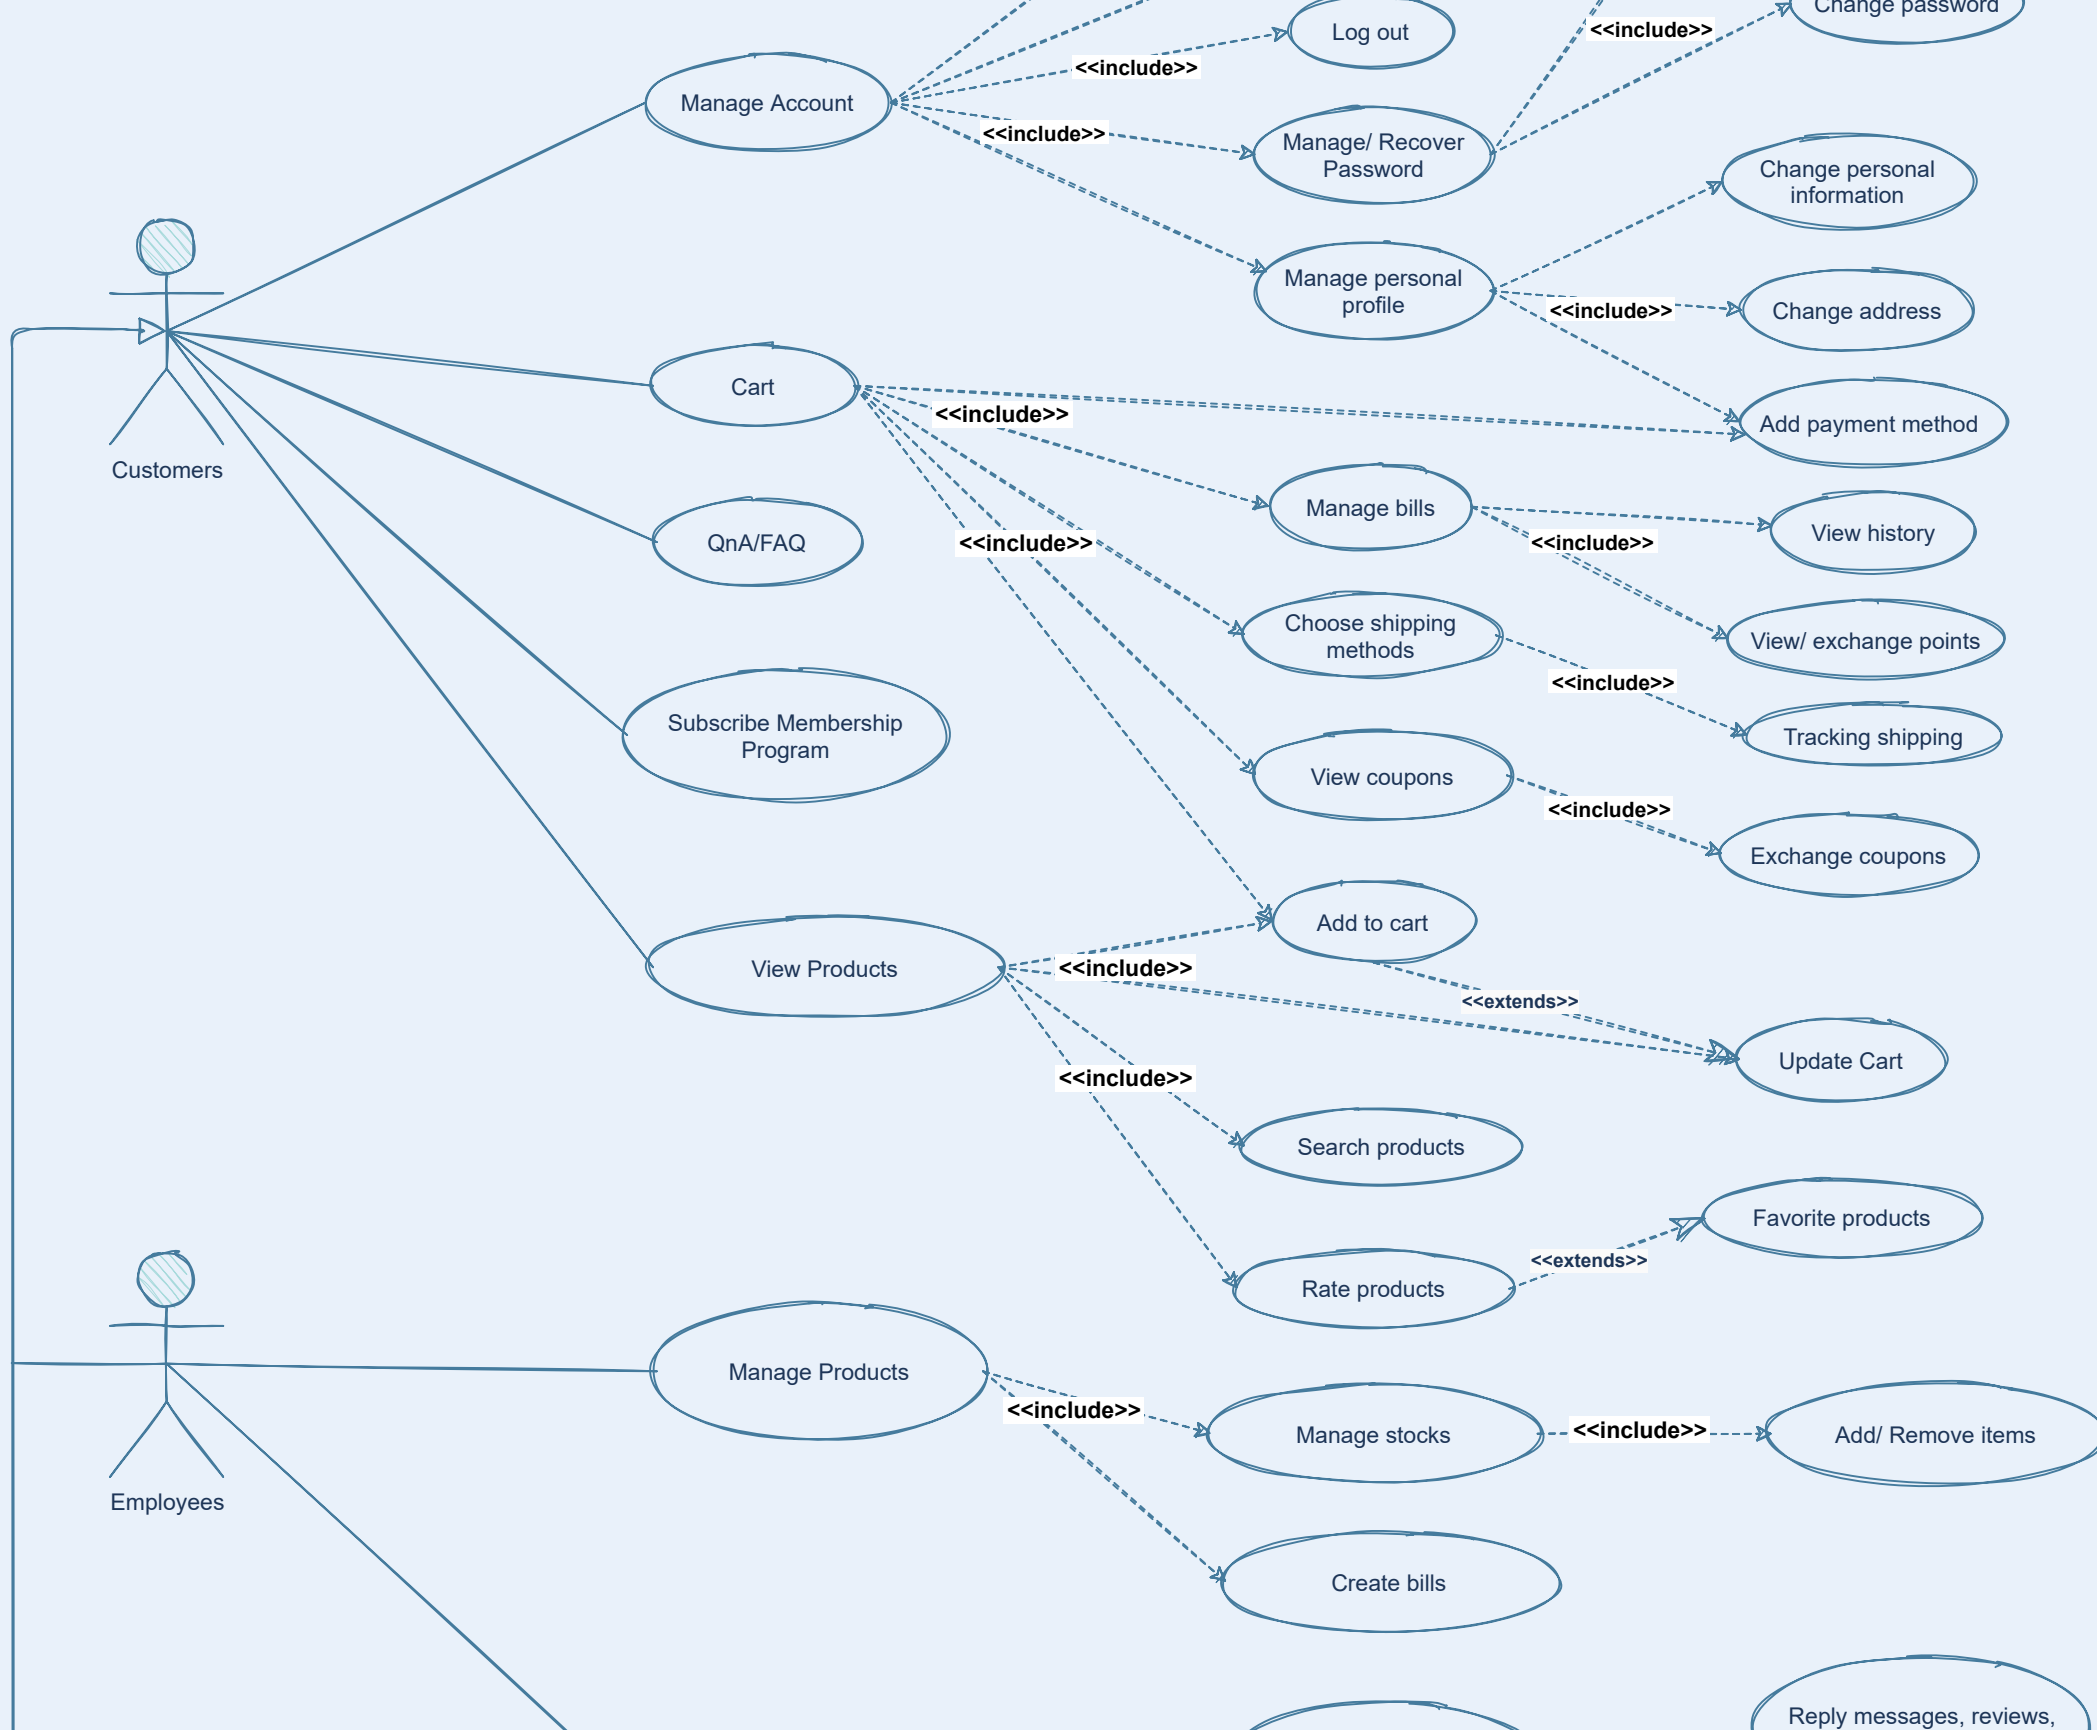 Change password
<<include>>
Log out
<<include>>
Manage Account
<<include>>
Manage/ Recover
Password
Change personal
information
Manage personal
profile
<<include>>
Change address
Customers
Cart
<<include>>
Add payment method
Manage bills
View history
QnA/FAQ
<<include>>
<<include>>
Choose shipping
methods
View/ exchange points
<<include>>
Subscribe Membership
Program
Tracking shipping
View coupons
<<include>>
Exchange coupons
Add to cart
View Products
<<include>>
<<extends>>
Update Cart
<<include>>
Search products
Favorite products
<<extends>>
Rate products
Manage Products
<<include>>
Manage stocks
<<include>>
Add/ Remove items
Employees
Create bills
Reply messages, reviews,